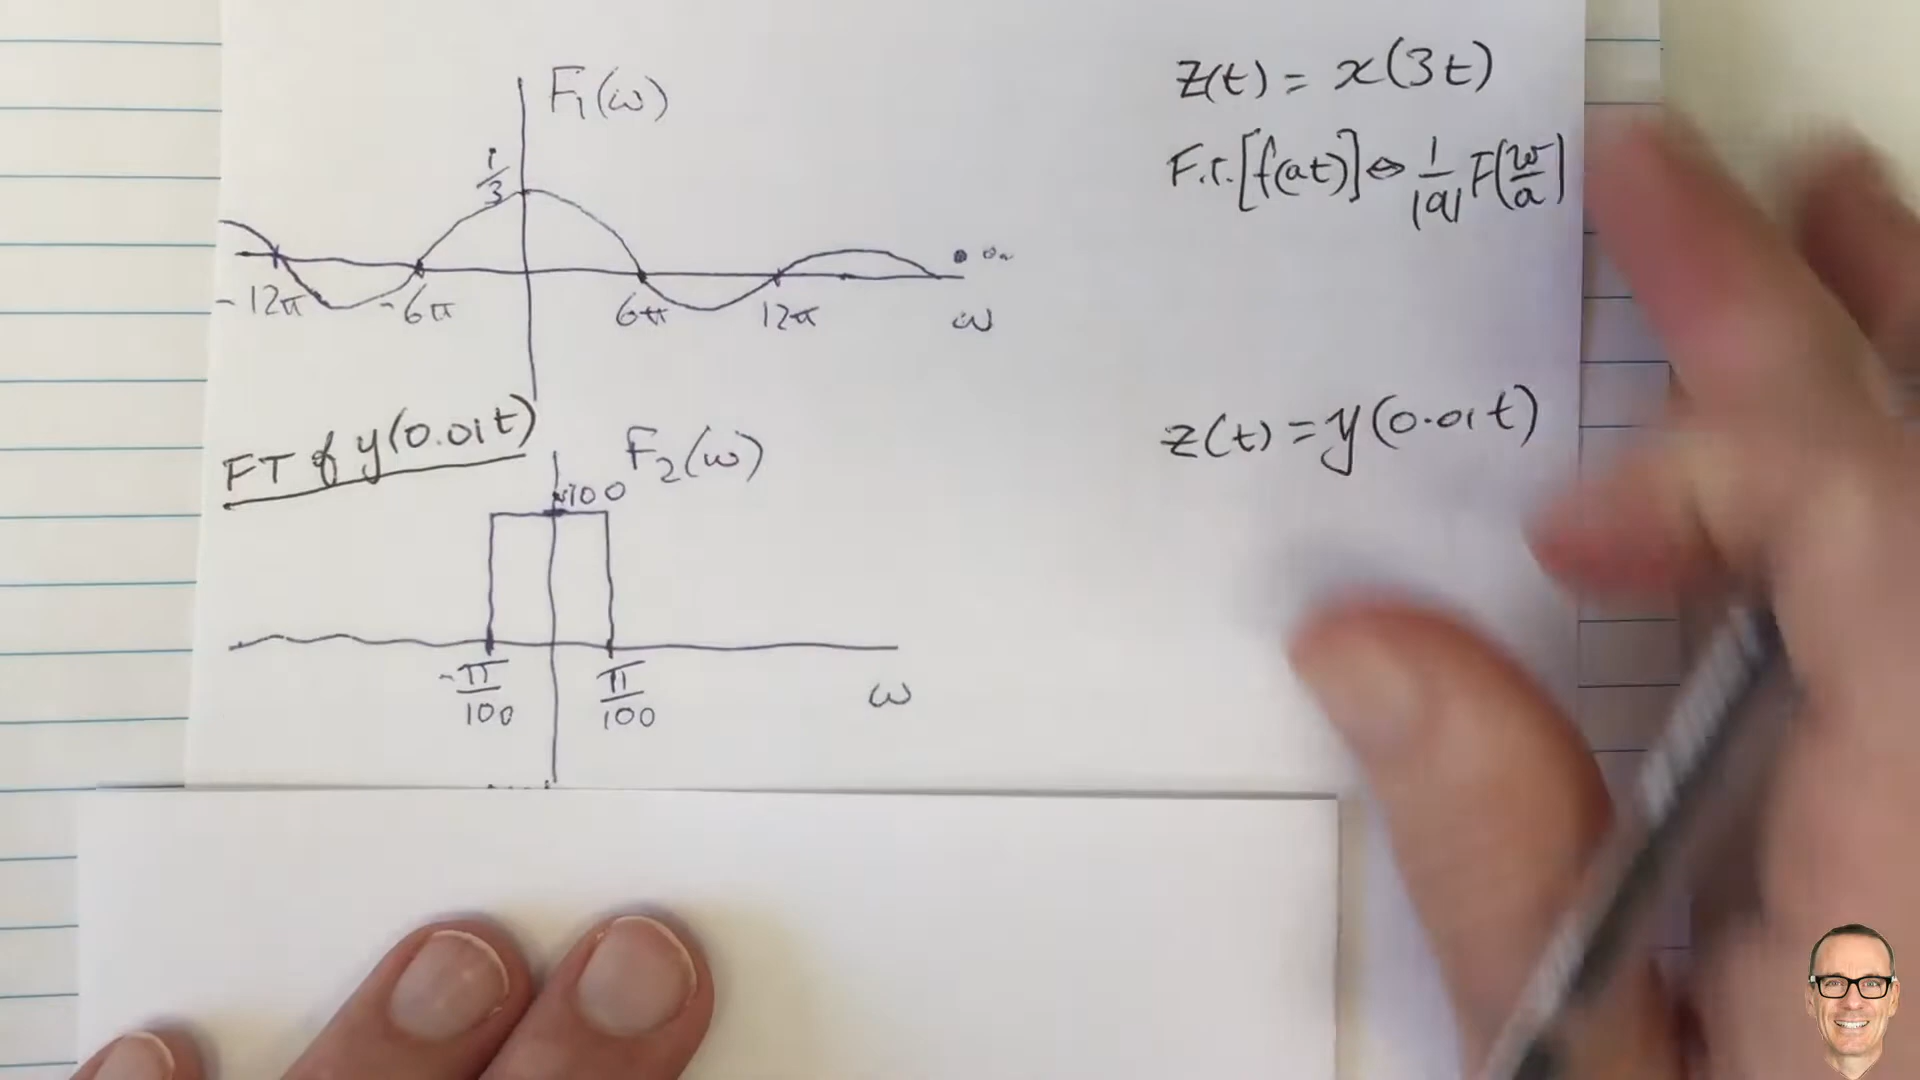 F₁(ω)
1/3
-12π -6π 6π 12π
ω
z(t) = x(3t)
F.T.[f(at)] ⇔ 1/|a| F(w/a)
FT of y(0.01t)
F₂(ω)
100
-π/100 π/100
ω
z(t) = y(0.01t)